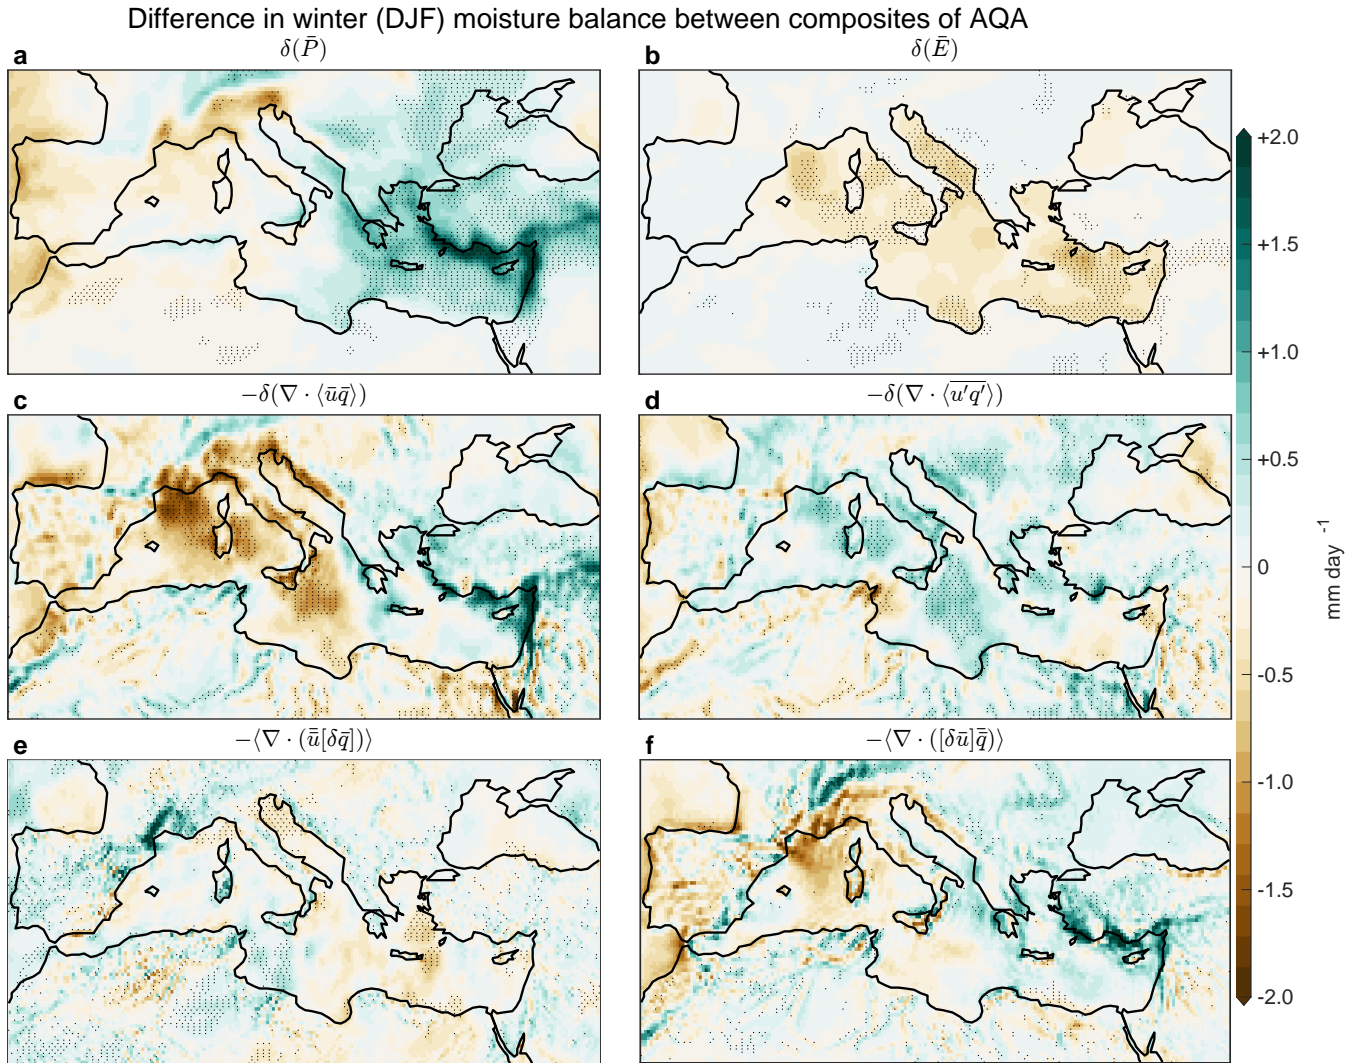 Difference in winter (DJF) moisture balance between composites of AQA
a
δ(P̄)
b
δ(Ē)
c
−δ(∇ · ⟨ūq̄⟩)
d
−δ(∇ · ⟨\overline{u′q′}⟩)
e
−⟨∇ · (ū[δq̄])⟩
f
−⟨∇ · ([δū]q̄)⟩
+2.0
+1.5
+1.0
+0.5
0
-0.5
-1.0
-1.5
-2.0
mm day -1